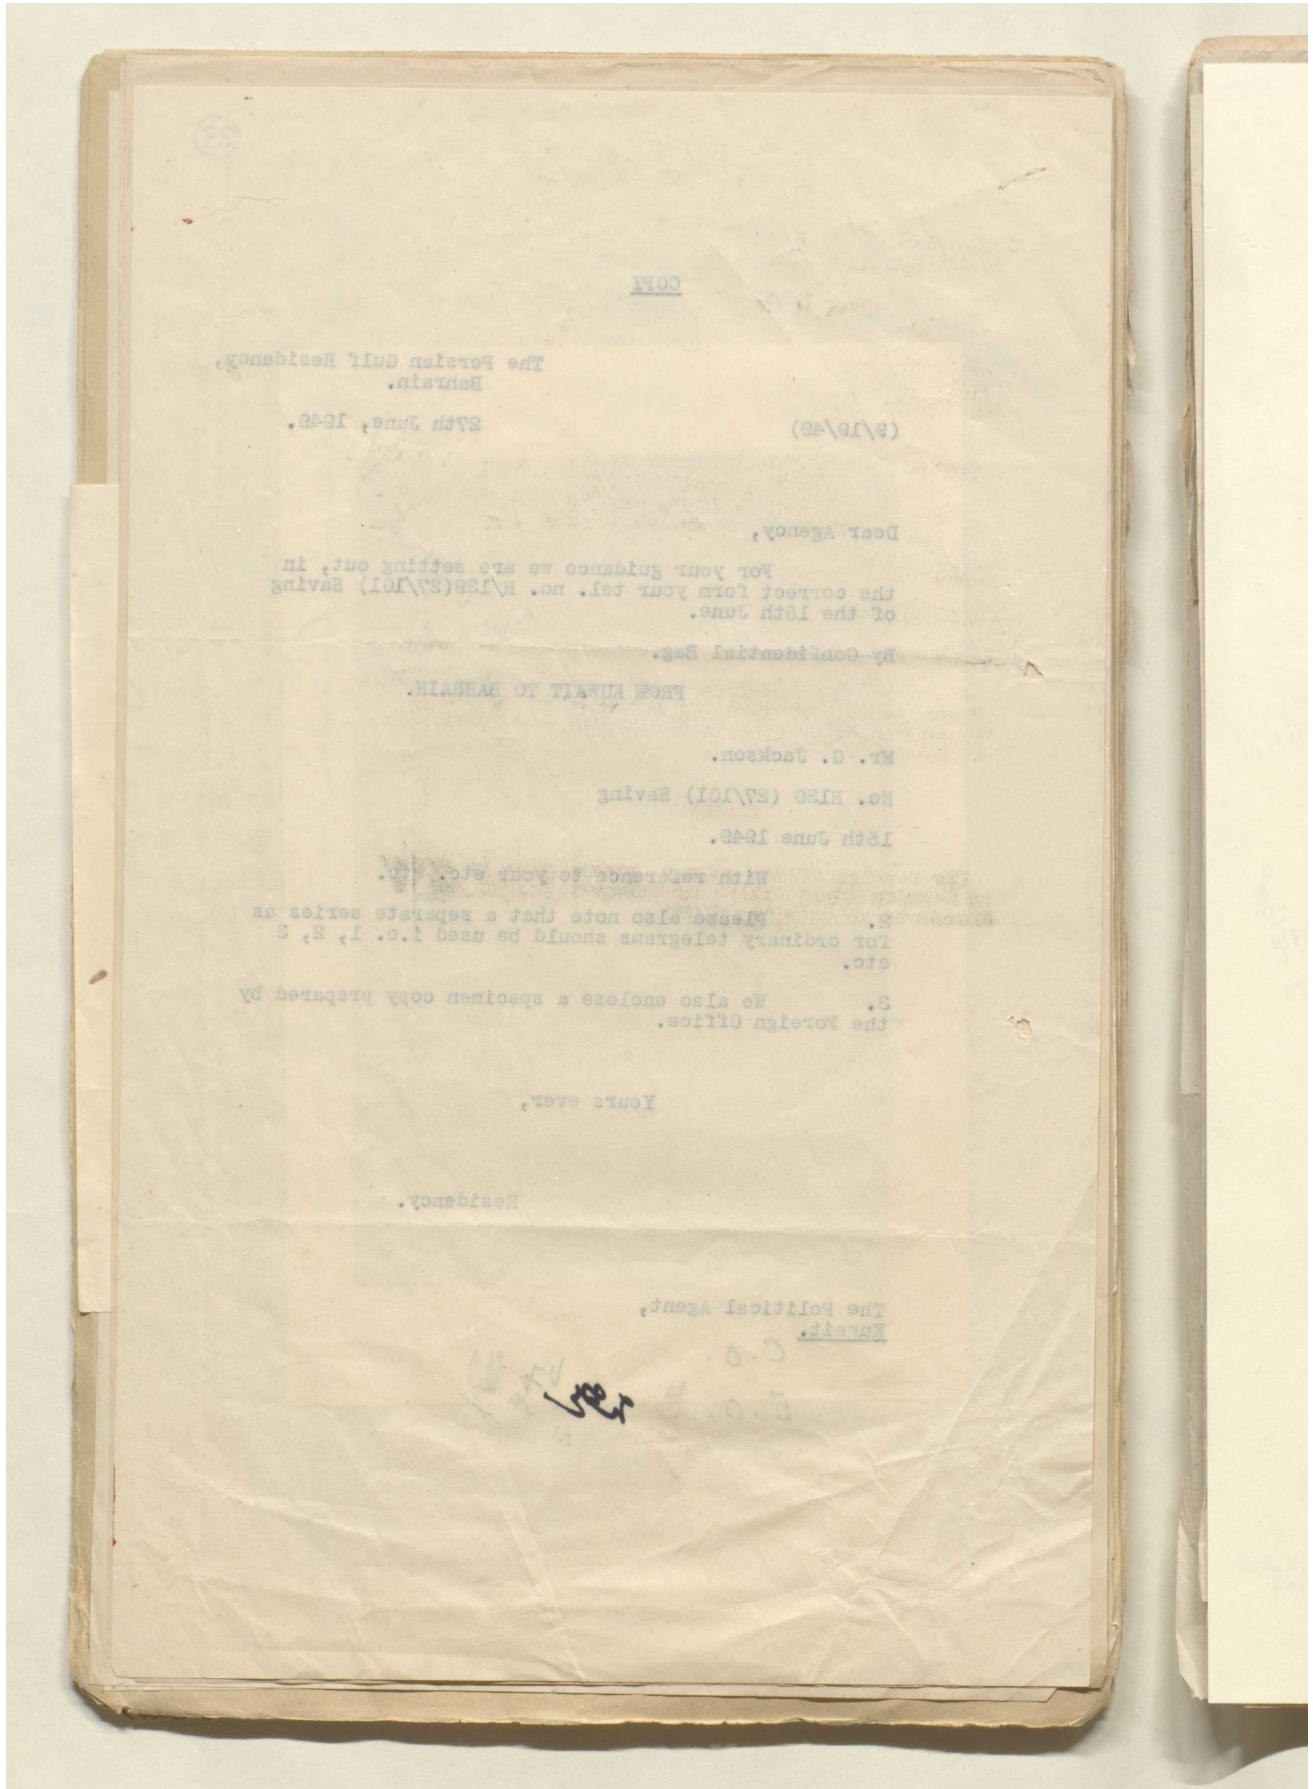 COPY
The Persian Gulf Residency,
Bahrain.
(9/19/49)
27th June, 1949.
Dear Agency,
For your guidance we are setting out, in
the correct form your tel. no. R/139(27/101) Saving
of the 15th June.
By Confidential Bag.
FROM KUWAIT TO BAHRAIN.
Mr. G. Jackson.
No. R139 (27/101) Saving
15th June 1949.
With reference to your etc. etc.
2. Please also note that a separate series as
for ordinary telegrams should be used i.e. 1, 2, 3
etc.
3. We also enclose a specimen copy prepared by
the Foreign Office.
Yours ever,
Residency.
The Political Agent,
Kuwait.
C.O.
E.O.